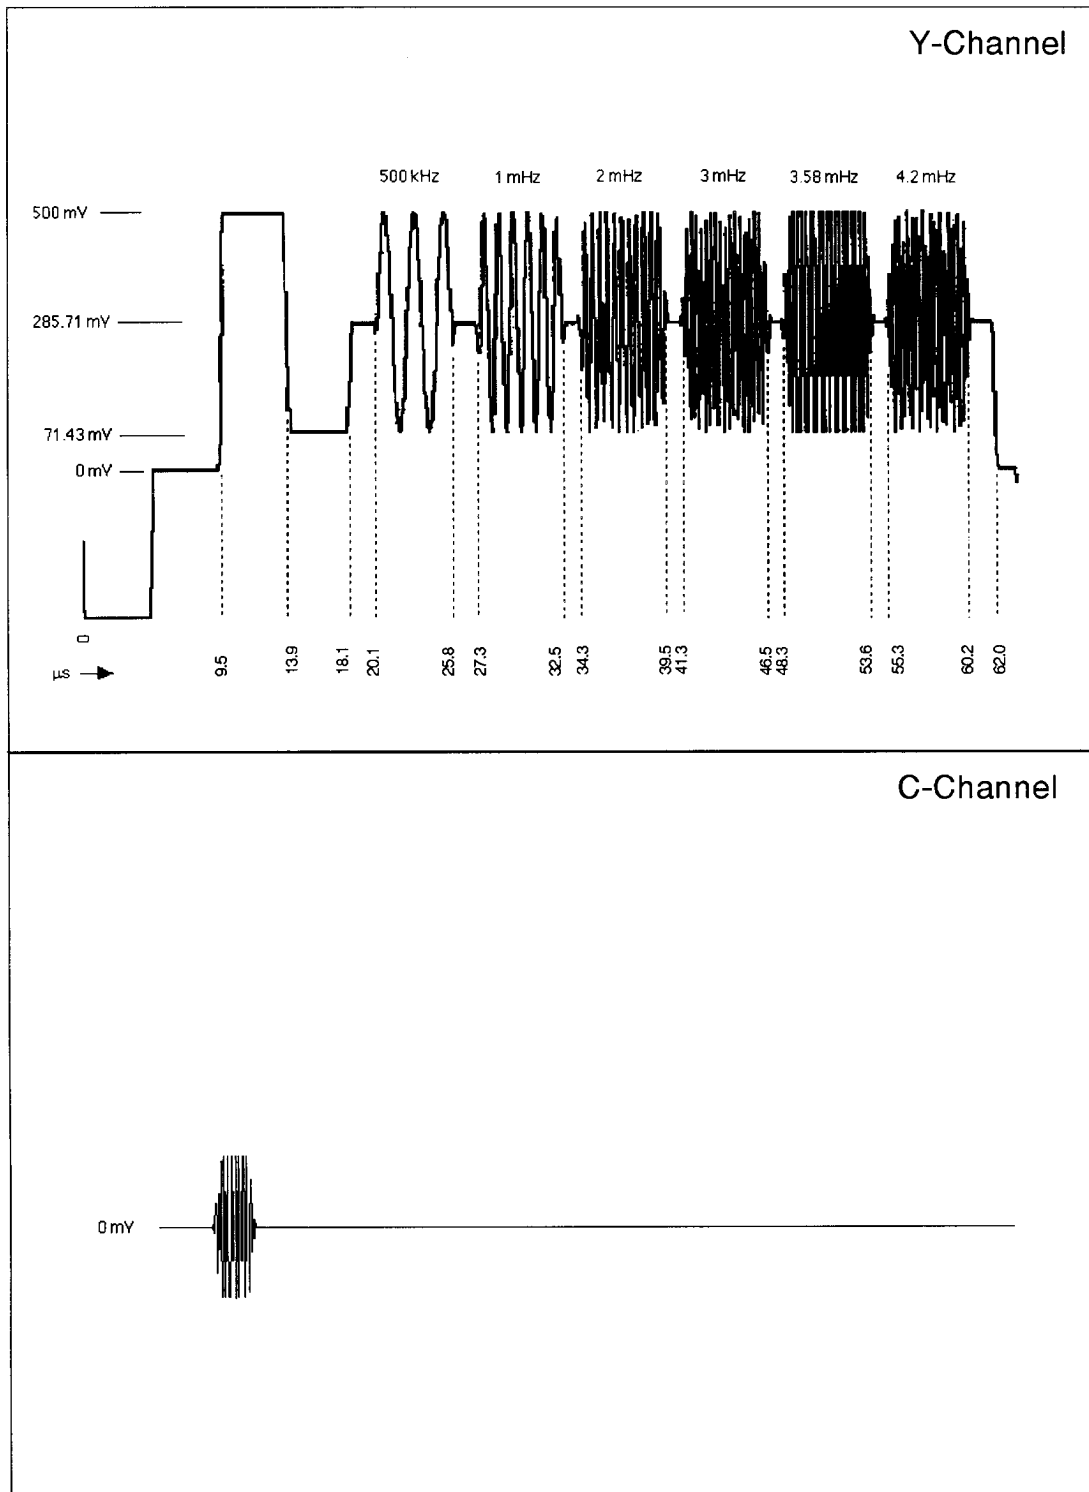 Y-Channel
500 kHz 1 mHz 2 mHz 3 mHz 3.58 mHz 4.2 mHz
500 mV
285.71 mV
71.43 mV
0 mV
0
9.5 13.9 18.1 20.1 25.8 27.3 32.5 34.3 39.5 41.3 46.5 48.3 53.6 55.3 60.2 62.0
µs
C-Channel
0 mV